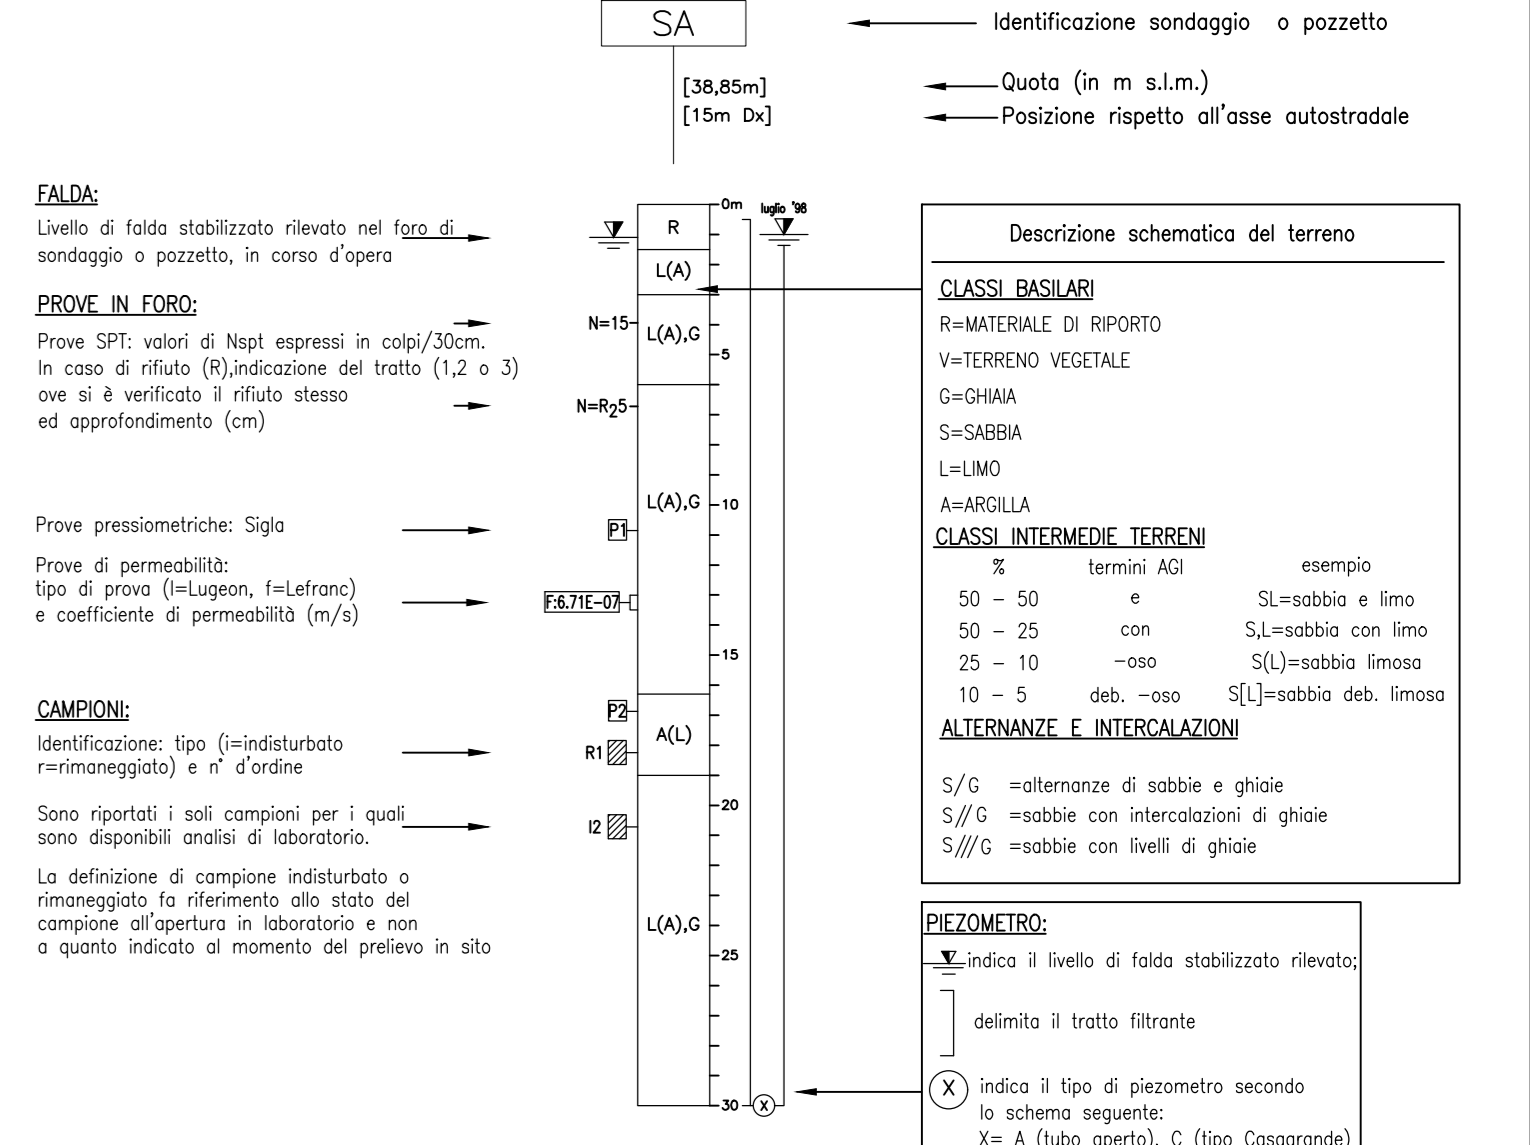 SA
Identificazione sondaggio o pozzetto
[38,85m]
Quota (in m s.l.m.)
[15m Dx]
Posizione rispetto all'asse autostradale
FALDA:
Livello di falda stabilizzato rilevato nel foro di
sondaggio o pozzetto, in corso d'opera
PROVE IN FORO:
Prove SPT: valori di Nspt espressi in colpi/30cm.
In caso di rifiuto (R),indicazione del tratto (1,2 o 3)
ove si è verificato il rifiuto stesso
ed approfondimento (cm)
Prove pressiometriche: Sigla
Prove di permeabilità:
tipo di prova (l=Lugeon, f=Lefranc)
e coefficiente di permeabilità (m/s)
CAMPIONI:
Identificazione: tipo (i=indisturbato
r=rimaneggiato) e n° d'ordine
Sono riportati i soli campioni per i quali
sono disponibili analisi di laboratorio.
La definizione di campione indisturbato o
rimaneggiato fa riferimento allo stato del
campione all'apertura in laboratorio e non
a quanto indicato al momento del prelievo in sito
0m
luglio '98
R
L(A)
N=15
L(A),G
5
N=R25
L(A),G
10
P1
F:6.71E-07
15
P2
A(L)
R1
20
I2
L(A),G
25
30
X
Descrizione schematica del terreno
CLASSI BASILARI
R=MATERIALE DI RIPORTO
V=TERRENO VEGETALE
G=GHIAIA
S=SABBIA
L=LIMO
A=ARGILLA
CLASSI INTERMEDIE TERRENI
% termini AGI esempio
50 - 50 e SL=sabbia e limo
50 - 25 con S,L=sabbia con limo
25 - 10 -oso S(L)=sabbia limosa
10 - 5 deb. -oso S[L]=sabbia deb. limosa
ALTERNANZE E INTERCALAZIONI
S/G =alternanze di sabbie e ghiaie
S//G =sabbie con intercalazioni di ghiaie
S///G =sabbie con livelli di ghiaie
PIEZOMETRO:
indica il livello di falda stabilizzato rilevato;
delimita il tratto filtrante
X indica il tipo di piezometro secondo
lo schema seguente:
X= A (tubo aperto), C (tipo Casagrande)